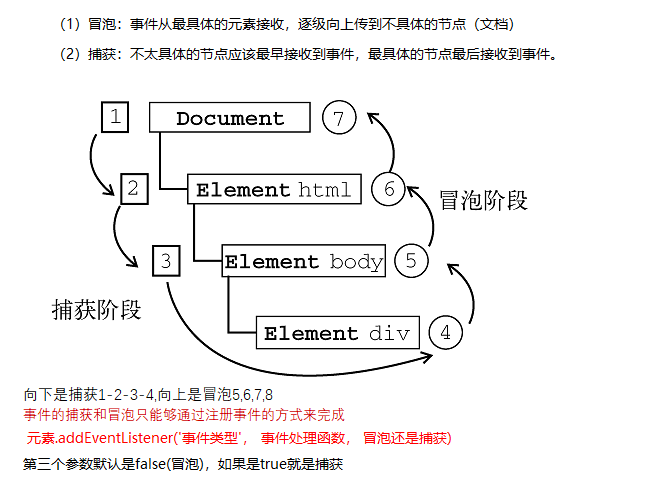 （1）冒泡：事件从最具体的元素接收，逐级向上传到不具体的节点（文档）
（2）捕获：不太具体的节点应该最早接收到事件，最具体的节点最后接收到事件。
1 Document 7
2 Element html 6
冒泡阶段
3 Element body 5
捕获阶段
Element div 4
向下是捕获1-2-3-4,向上是冒泡5,6,7,8
事件的捕获和冒泡只能够通过注册事件的方式来完成
元素.addEventListener('事件类型'， 事件处理函数， 冒泡还是捕获)
第三个参数默认是false(冒泡)，如果是true就是捕获